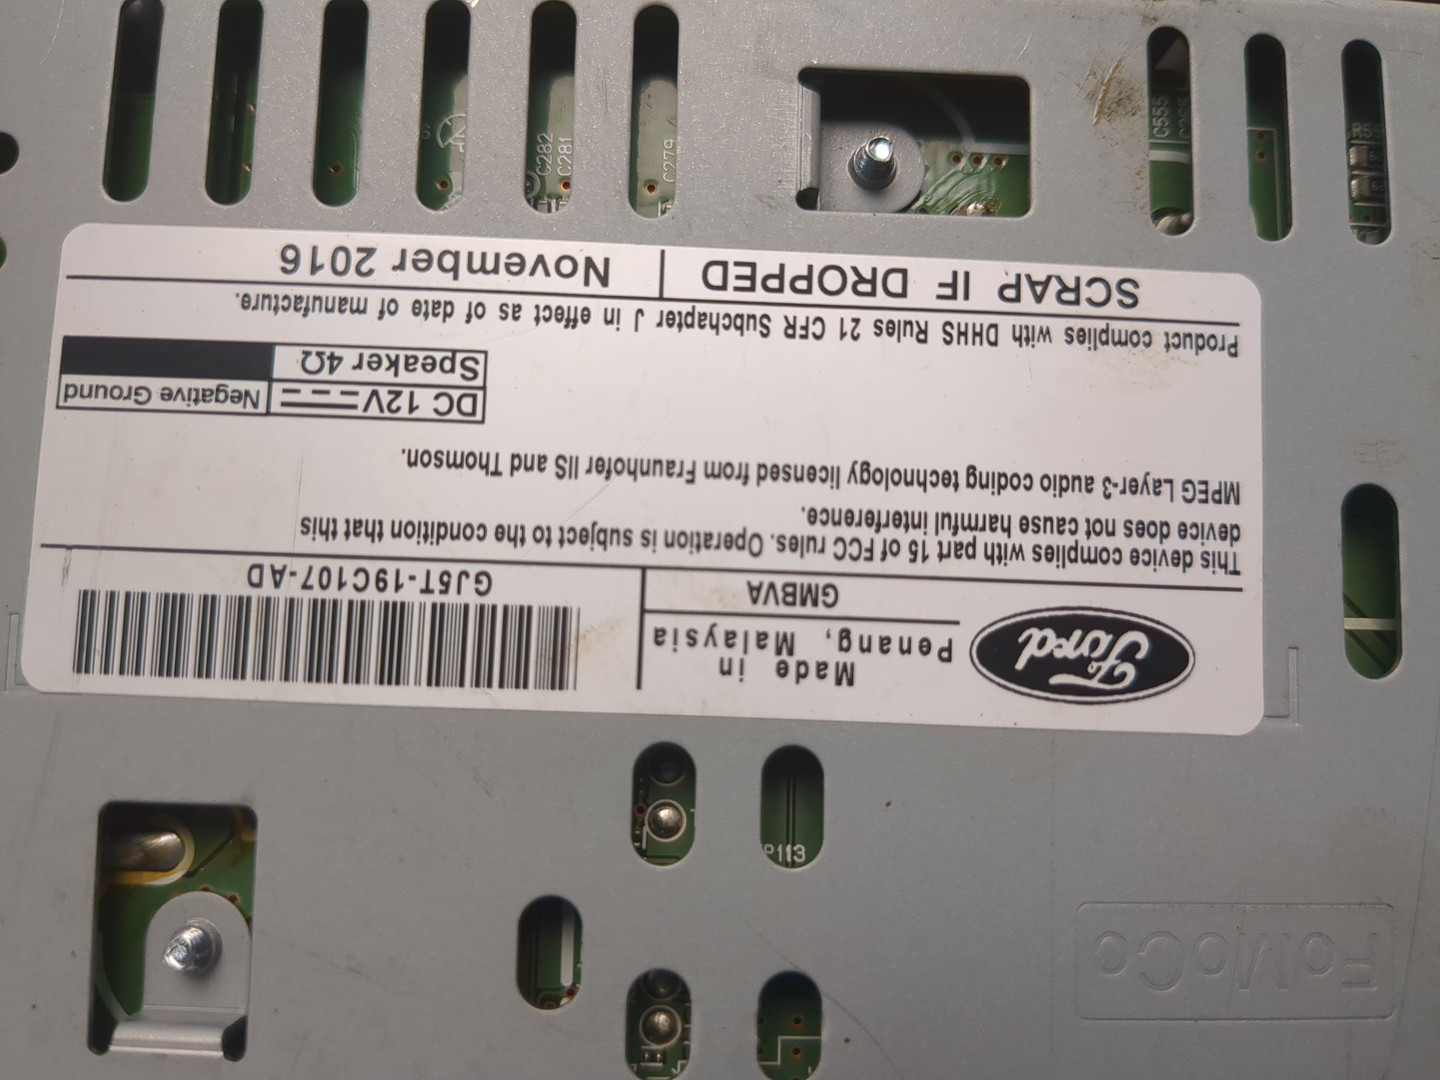 FoMoCo
P113
Ford
Made in
Penang, Malaysia
GMBVA
GJ5T-19C107-AD
This device complies with part 15 of FCC rules. Operation is subject to the condition that this
device does not cause harmful interference.
MPEG Layer-3 audio coding technology licensed from Fraunhofer IIS and Thomson.
DC 12V
Negative Ground
Speaker 4Ω
Product complies with DHHS Rules 21 CFR Subchapter J in effect as of date of manufacture.
SCRAP IF DROPPED
November 2016
C555
C279
C281
C282